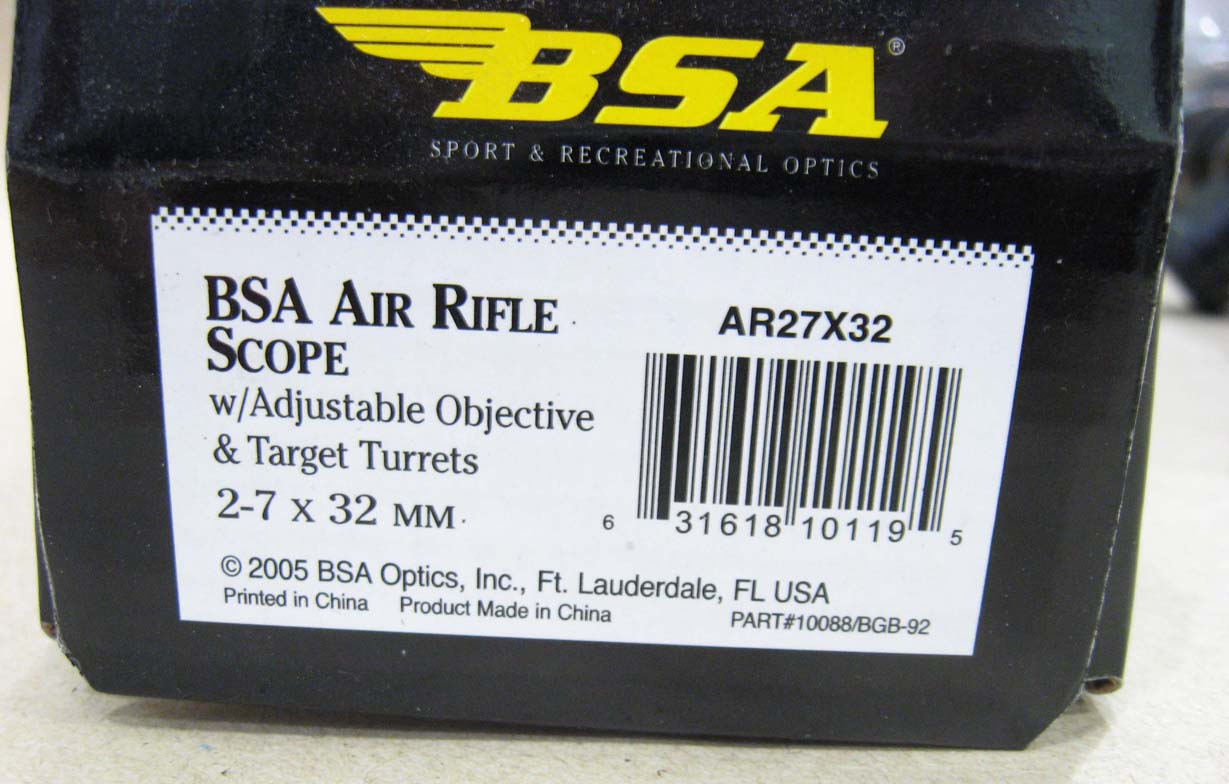 BSA®
SPORT & RECREATIONAL OPTICS
BSA AIR RIFLE
SCOPE
w/Adjustable Objective
& Target Turrets
2-7 x 32 MM
AR27X32
6 31618 10119 5
© 2005 BSA Optics, Inc., Ft. Lauderdale, FL USA
Printed in China Product Made in China PART#10088/BGB-92